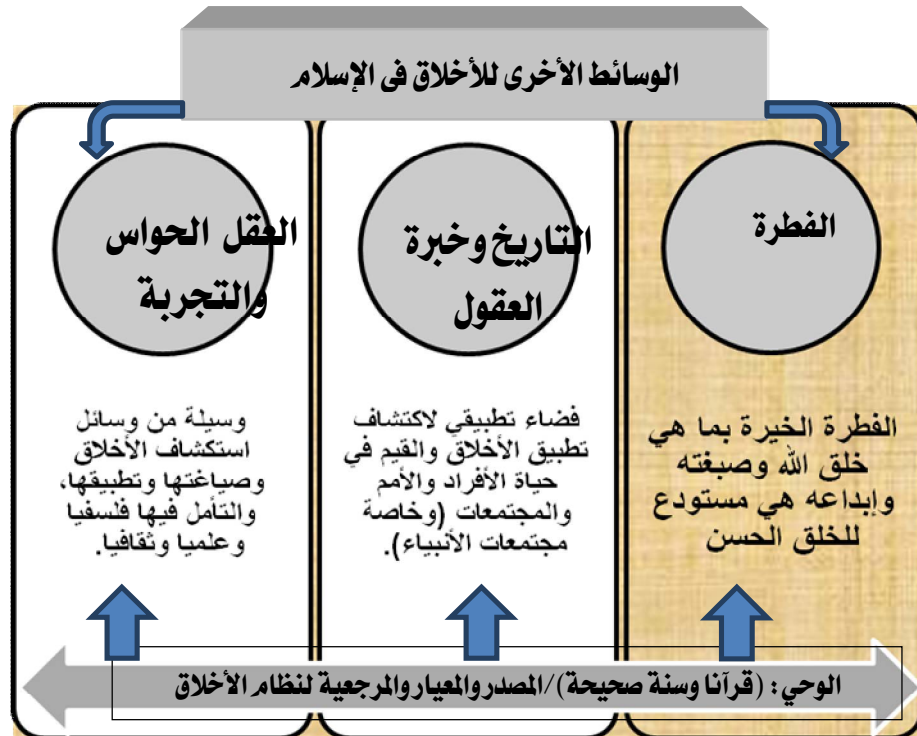 الوسائط الأخرى للأخلاق فى الإسلام
الفطرة
الفطرة الخيرة بما هي
خلق الله وصبغته
وإبداعه هي مستودع
للخلق الحسن
التاريخ وخبرة
العقول
فضاء تطبيقي لاكتشاف
تطبيق الأخلاق والقيم في
حياة الأفراد والأمم
والمجتمعات (وخاصة
مجتمعات الأنبياء).
العقل الحواس
والتجربة
وسيلة من وسائل
استكشاف الأخلاق
وصياغتها وتطبيقها،
والتأمل فيها فلسفيا
وعلميا وثقافيا.
الوحي: (قرآنا وسنة صحيحة)/المصدر والمعيار والمرجعية لنظام الأخلاق